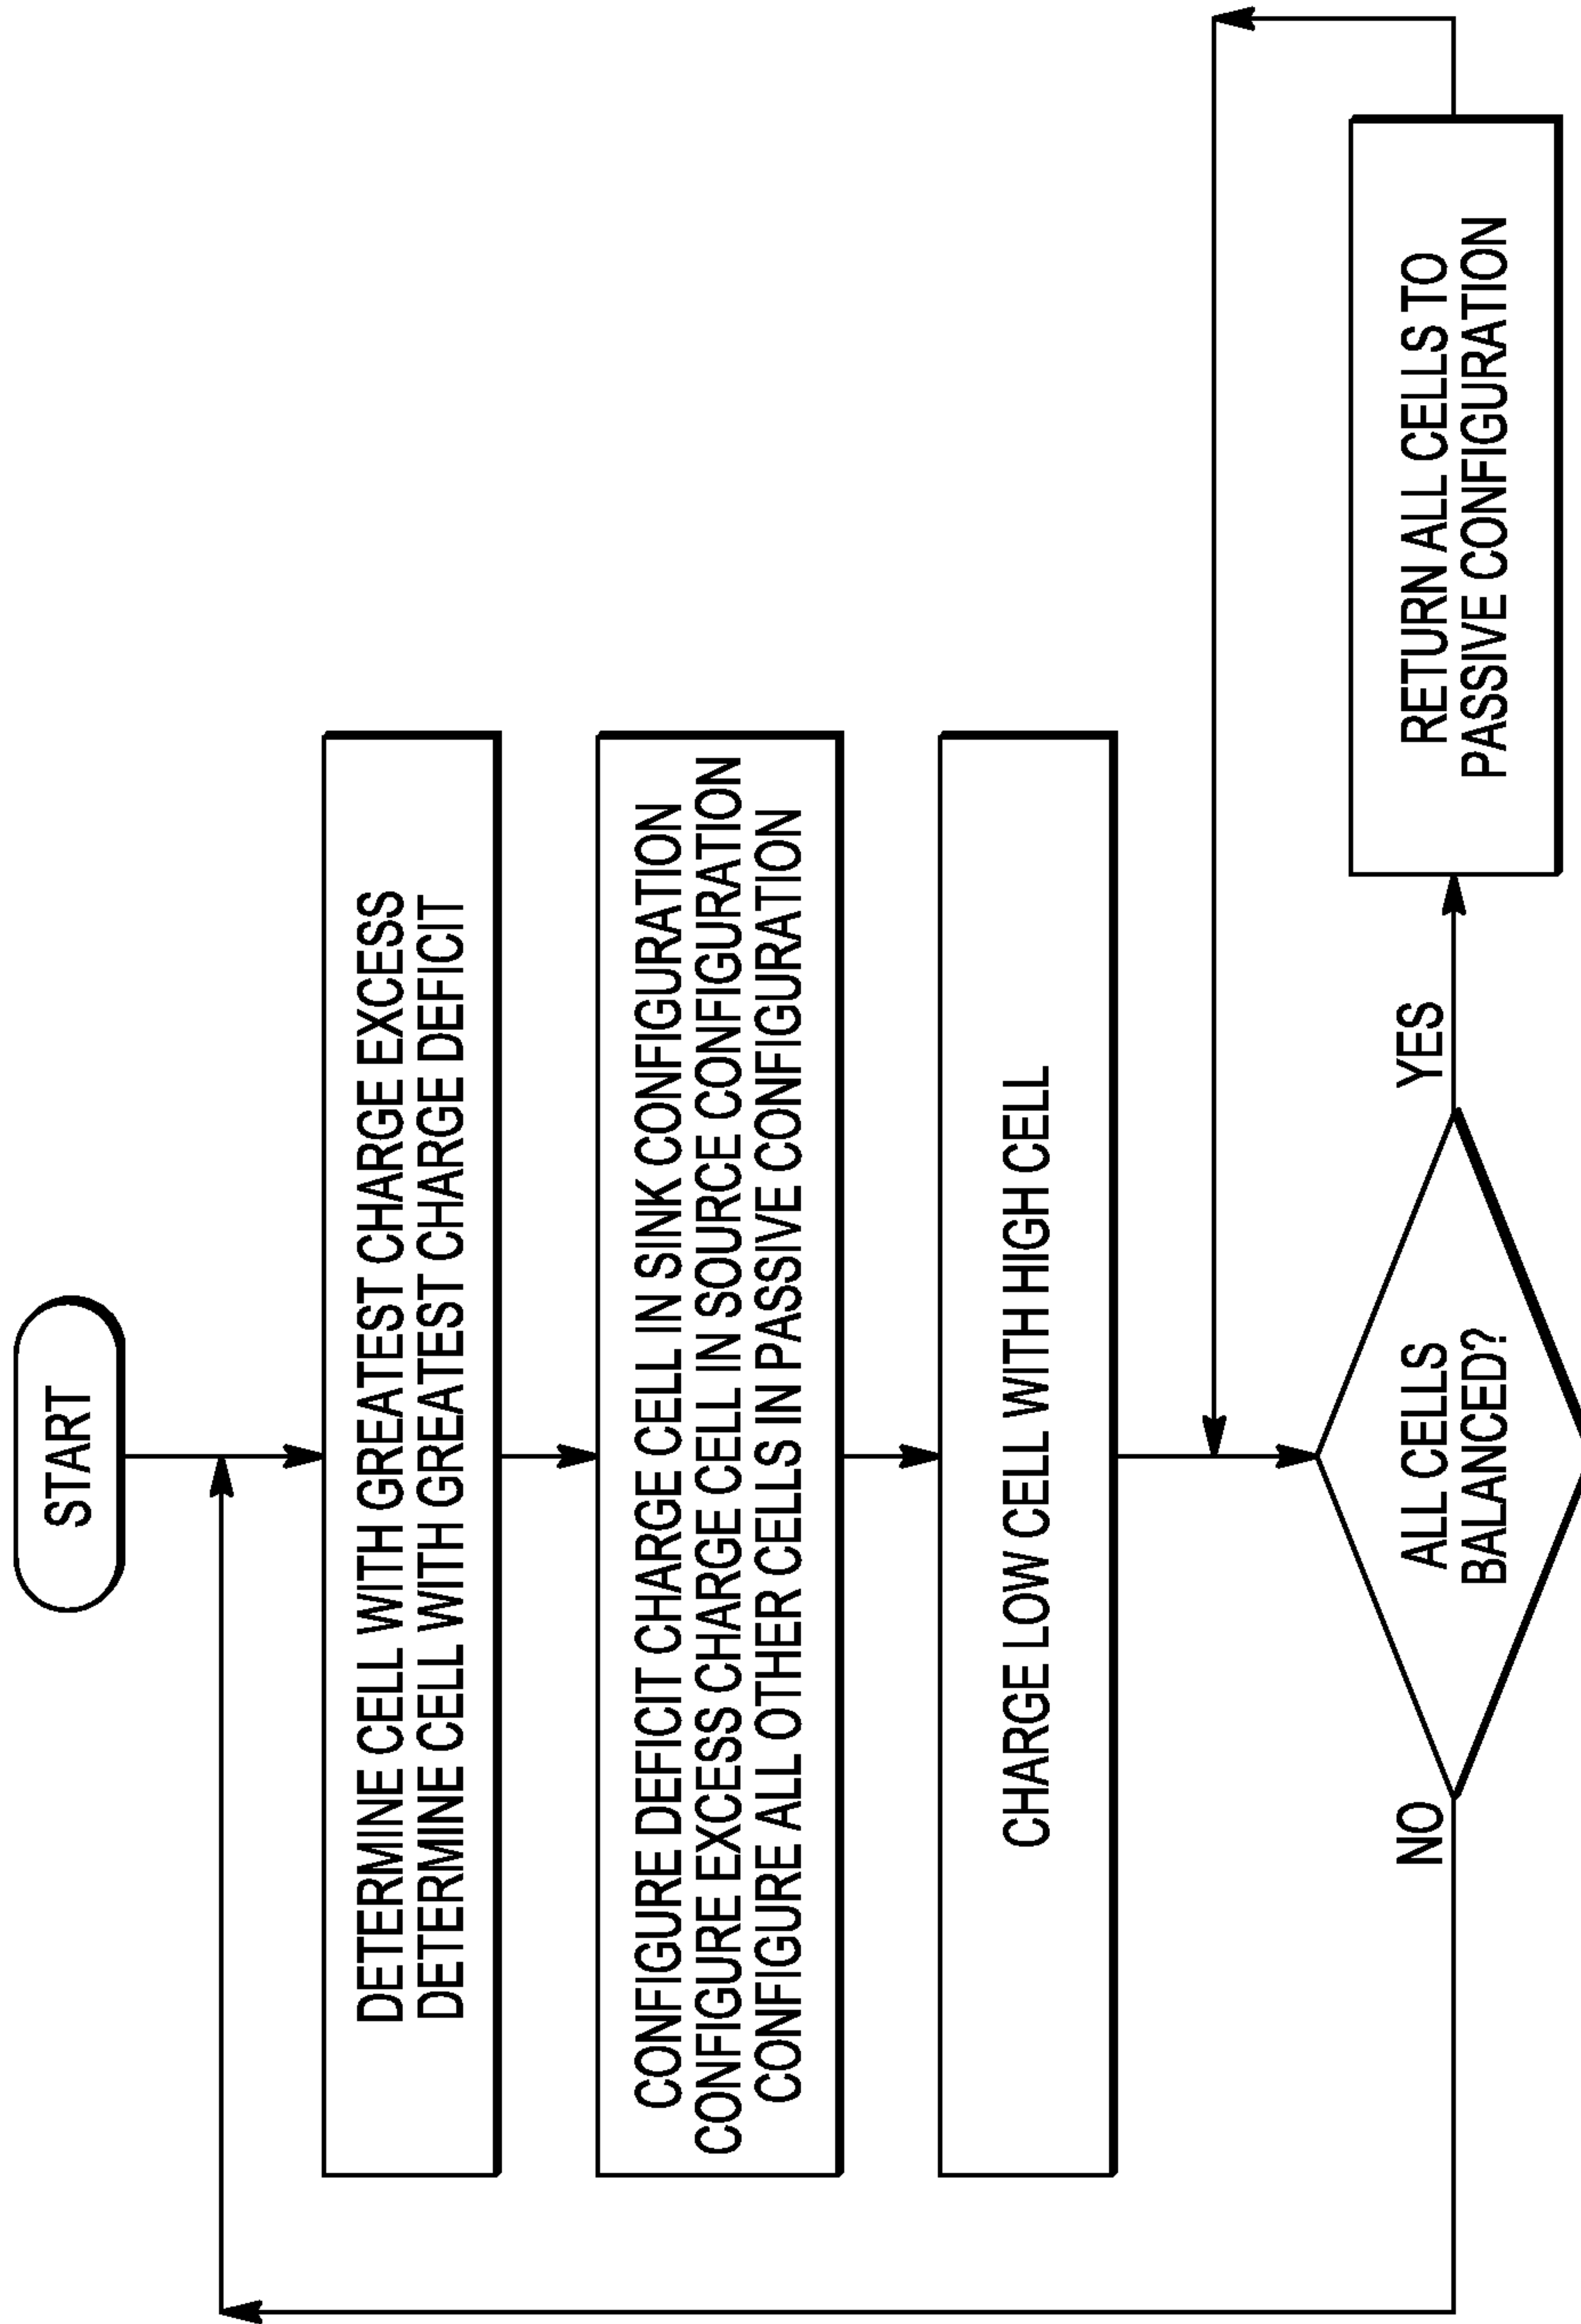 START
DETERMINE CELL WITH GREATEST CHARGE EXCESS
DETERMINE CELL WITH GREATEST CHARGE DEFICIT
CONFIGURE DEFICIT CHARGE CELL IN SINK CONFIGURATION
CONFIGURE EXCESS CHARGE CELL IN SOURCE CONFIGURATION
CONFIGURE ALL OTHER CELLS IN PASSIVE CONFIGURATION
CHARGE LOW CELL WITH HIGH CELL
NO
ALL CELLS
BALANCED?
YES
RETURN ALL CELLS TO
PASSIVE CONFIGURATION